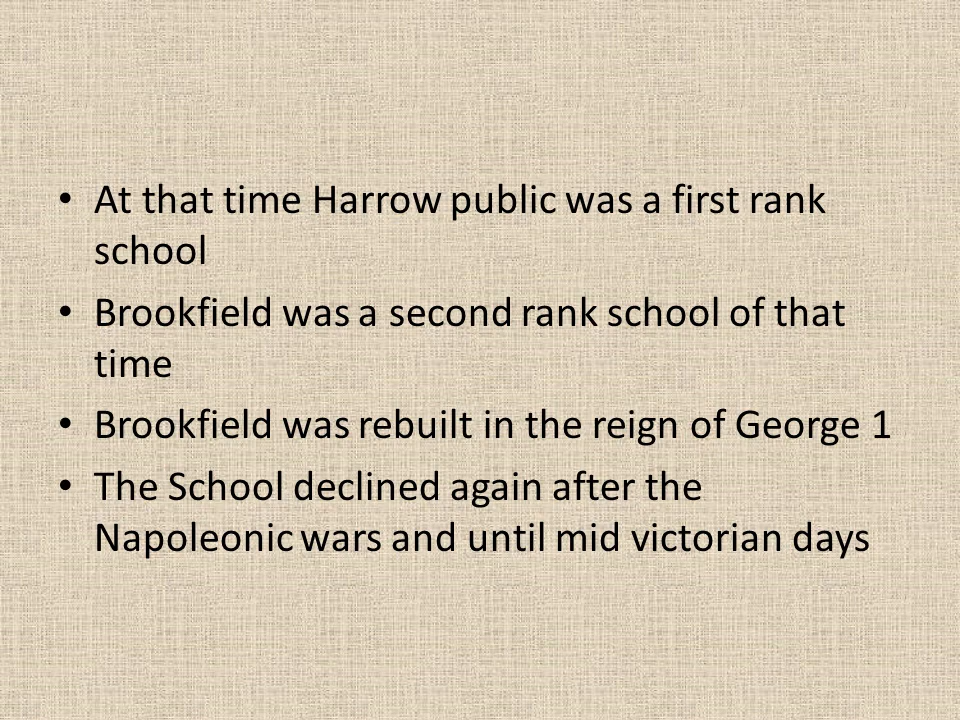 • At that time Harrow public was a first rank
school
• Brookfield was a second rank school of that
time
• Brookfield was rebuilt in the reign of George 1
• The School declined again after the
Napoleonic wars and until mid victorian days